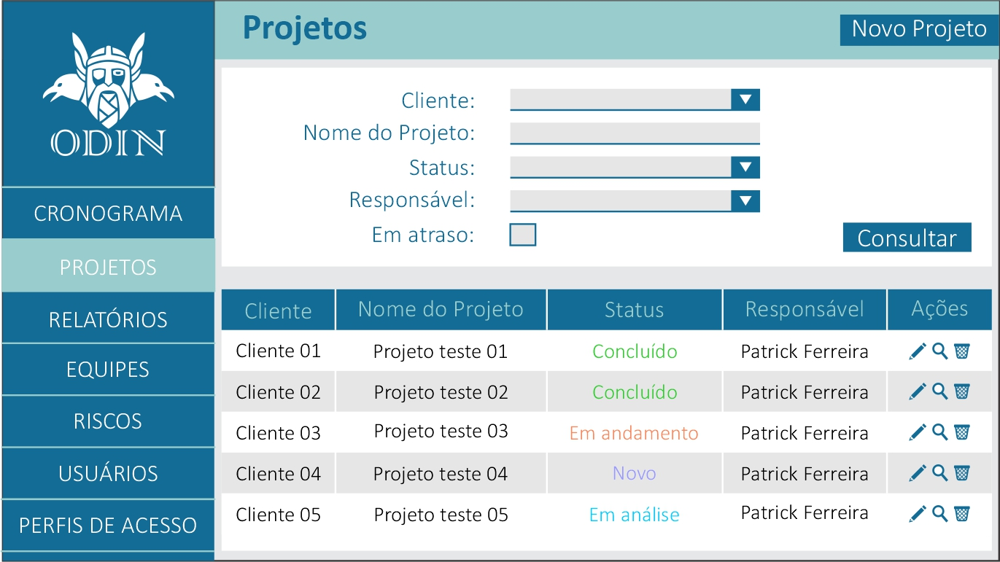 Projetos
Novo Projeto
ODIN
CRONOGRAMA
PROJETOS
RELATÓRIOS
EQUIPES
RISCOS
USUÁRIOS
PERFIS DE ACESSO
Cliente:
Nome do Projeto:
Status:
Responsável:
Em atraso:
Consultar
Cliente Nome do Projeto Status Responsável Ações
Cliente 01 Projeto teste 01 Concluído Patrick Ferreira
Cliente 02 Projeto teste 02 Concluído Patrick Ferreira
Cliente 03 Projeto teste 03 Em andamento Patrick Ferreira
Cliente 04 Projeto teste 04 Novo Patrick Ferreira
Cliente 05 Projeto teste 05 Em análise Patrick Ferreira